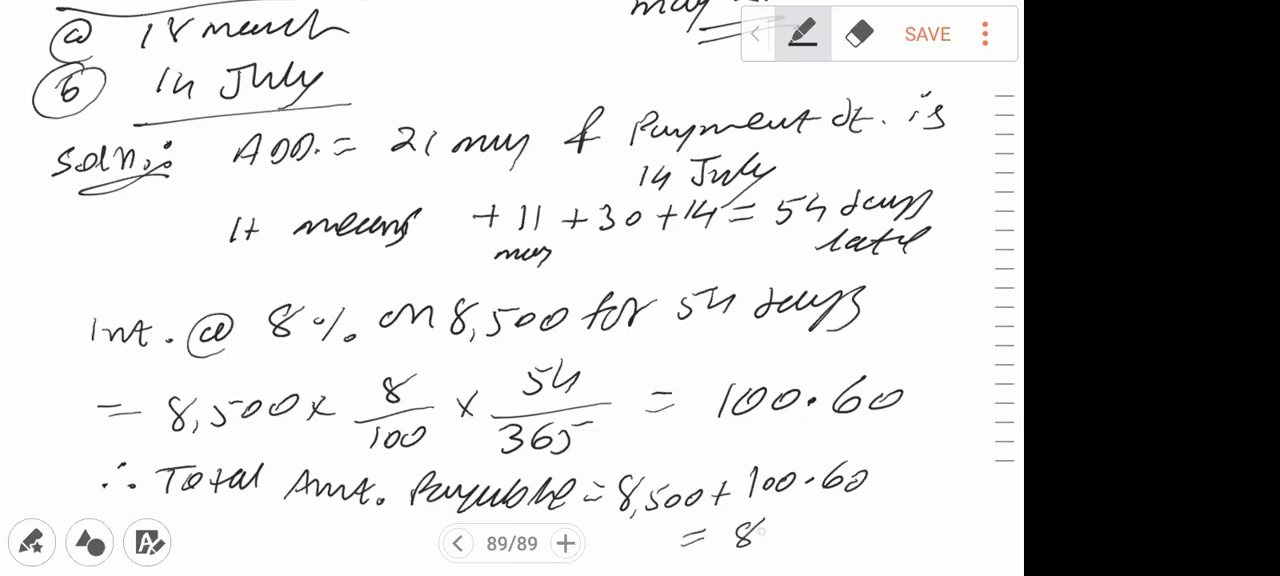 may
@ 18 march
SAVE
(b) 14 July
Soln.: ADD. = 21 may & Payment dt. is
14 July
It means + 11 + 30 + 14 = 54 days
may late
Int. @ 8% on 8,500 for 54 days
= 8,500 x 8/100 x 54/365 = 100.60
∴ Total Amt. Payable = 8,500 + 100.60
= 8
89/89